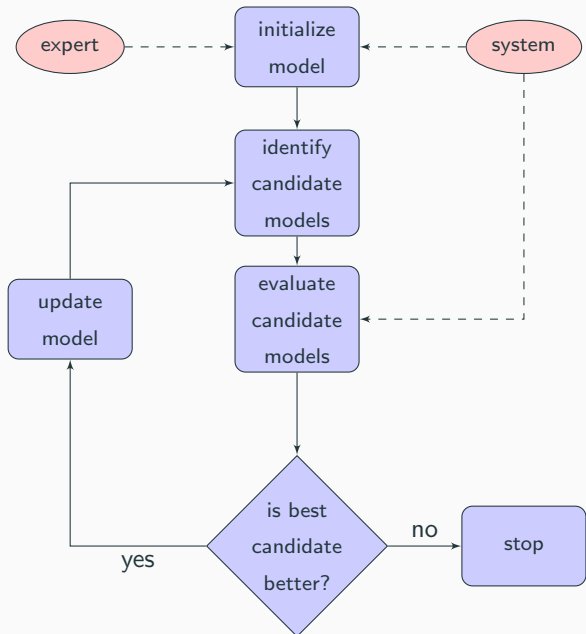 expert
initialize
model
system
identify
candidate
models
evaluate
candidate
models
update
model
is best
candidate
better?
yes
no
stop